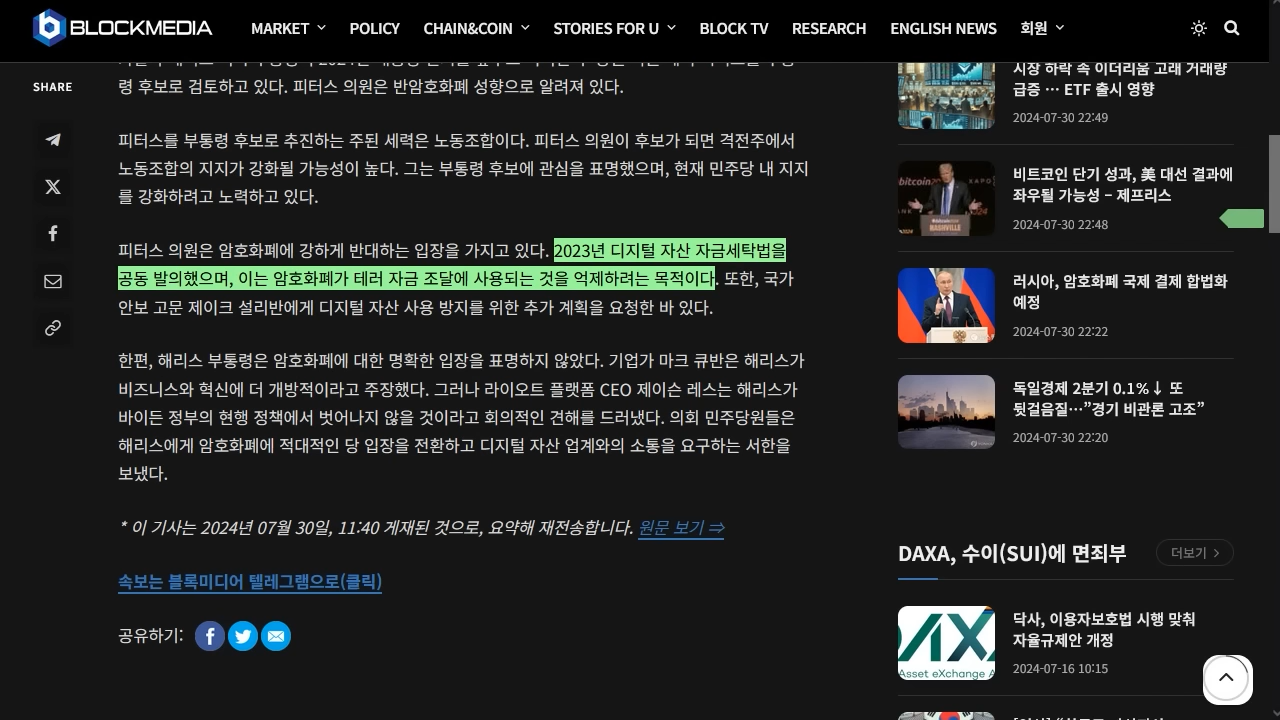 BLOCKMEDIA
MARKET
POLICY
CHAIN&COIN
STORIES FOR U
BLOCK TV
RESEARCH
ENGLISH NEWS
회원
SHARE
령 후보로 검토하고 있다. 피터스 의원은 반암호화폐 성향으로 알려져 있다.
피터스를 부통령 후보로 추진하는 주된 세력은 노동조합이다. 피터스 의원이 후보가 되면 격전주에서
노동조합의 지지가 강화될 가능성이 높다. 그는 부통령 후보에 관심을 표명했으며, 현재 민주당 내 지지
를 강화하려고 노력하고 있다.
피터스 의원은 암호화폐에 강하게 반대하는 입장을 가지고 있다. 2023년 디지털 자산 자금세탁법을
공동 발의했으며, 이는 암호화폐가 테러 자금 조달에 사용되는 것을 억제하려는 목적이다. 또한, 국가
안보 고문 제이크 설리반에게 디지털 자산 사용 방지를 위한 추가 계획을 요청한 바 있다.
한편, 해리스 부통령은 암호화폐에 대한 명확한 입장을 표명하지 않았다. 기업가 마크 큐반은 해리스가
비즈니스와 혁신에 더 개방적이라고 주장했다. 그러나 라이오트 플랫폼 CEO 제이슨 레스는 해리스가
바이든 정부의 현행 정책에서 벗어나지 않을 것이라고 회의적인 견해를 드러냈다. 의회 민주당원들은
해리스에게 암호화폐에 적대적인 당 입장을 전환하고 디지털 자산 업계와의 소통을 요구하는 서한을
보냈다.
* 이 기사는 2024년 07월 30일, 11:40 게재된 것으로, 요약해 재전송합니다. 원문 보기 ⇒
속보는 블록미디어 텔레그램으로(클릭)
공유하기:
시장 하락 속 이더리움 고래 거래량
급증 … ETF 출시 영향
2024-07-30 22:49
비트코인 단기 성과, 美 대선 결과에
좌우될 가능성 – 제프리스
2024-07-30 22:48
러시아, 암호화폐 국제 결제 합법화
예정
2024-07-30 22:22
독일경제 2분기 0.1%↓ 또
뒷걸음질…”경기 비관론 고조”
2024-07-30 22:20
DAXA, 수이(SUI)에 면죄부
더보기
닥사, 이용자보호법 시행 맞춰
자율규제안 개정
2024-07-16 10:15
bitcoin
NASHVILLE
Asset eXchange A